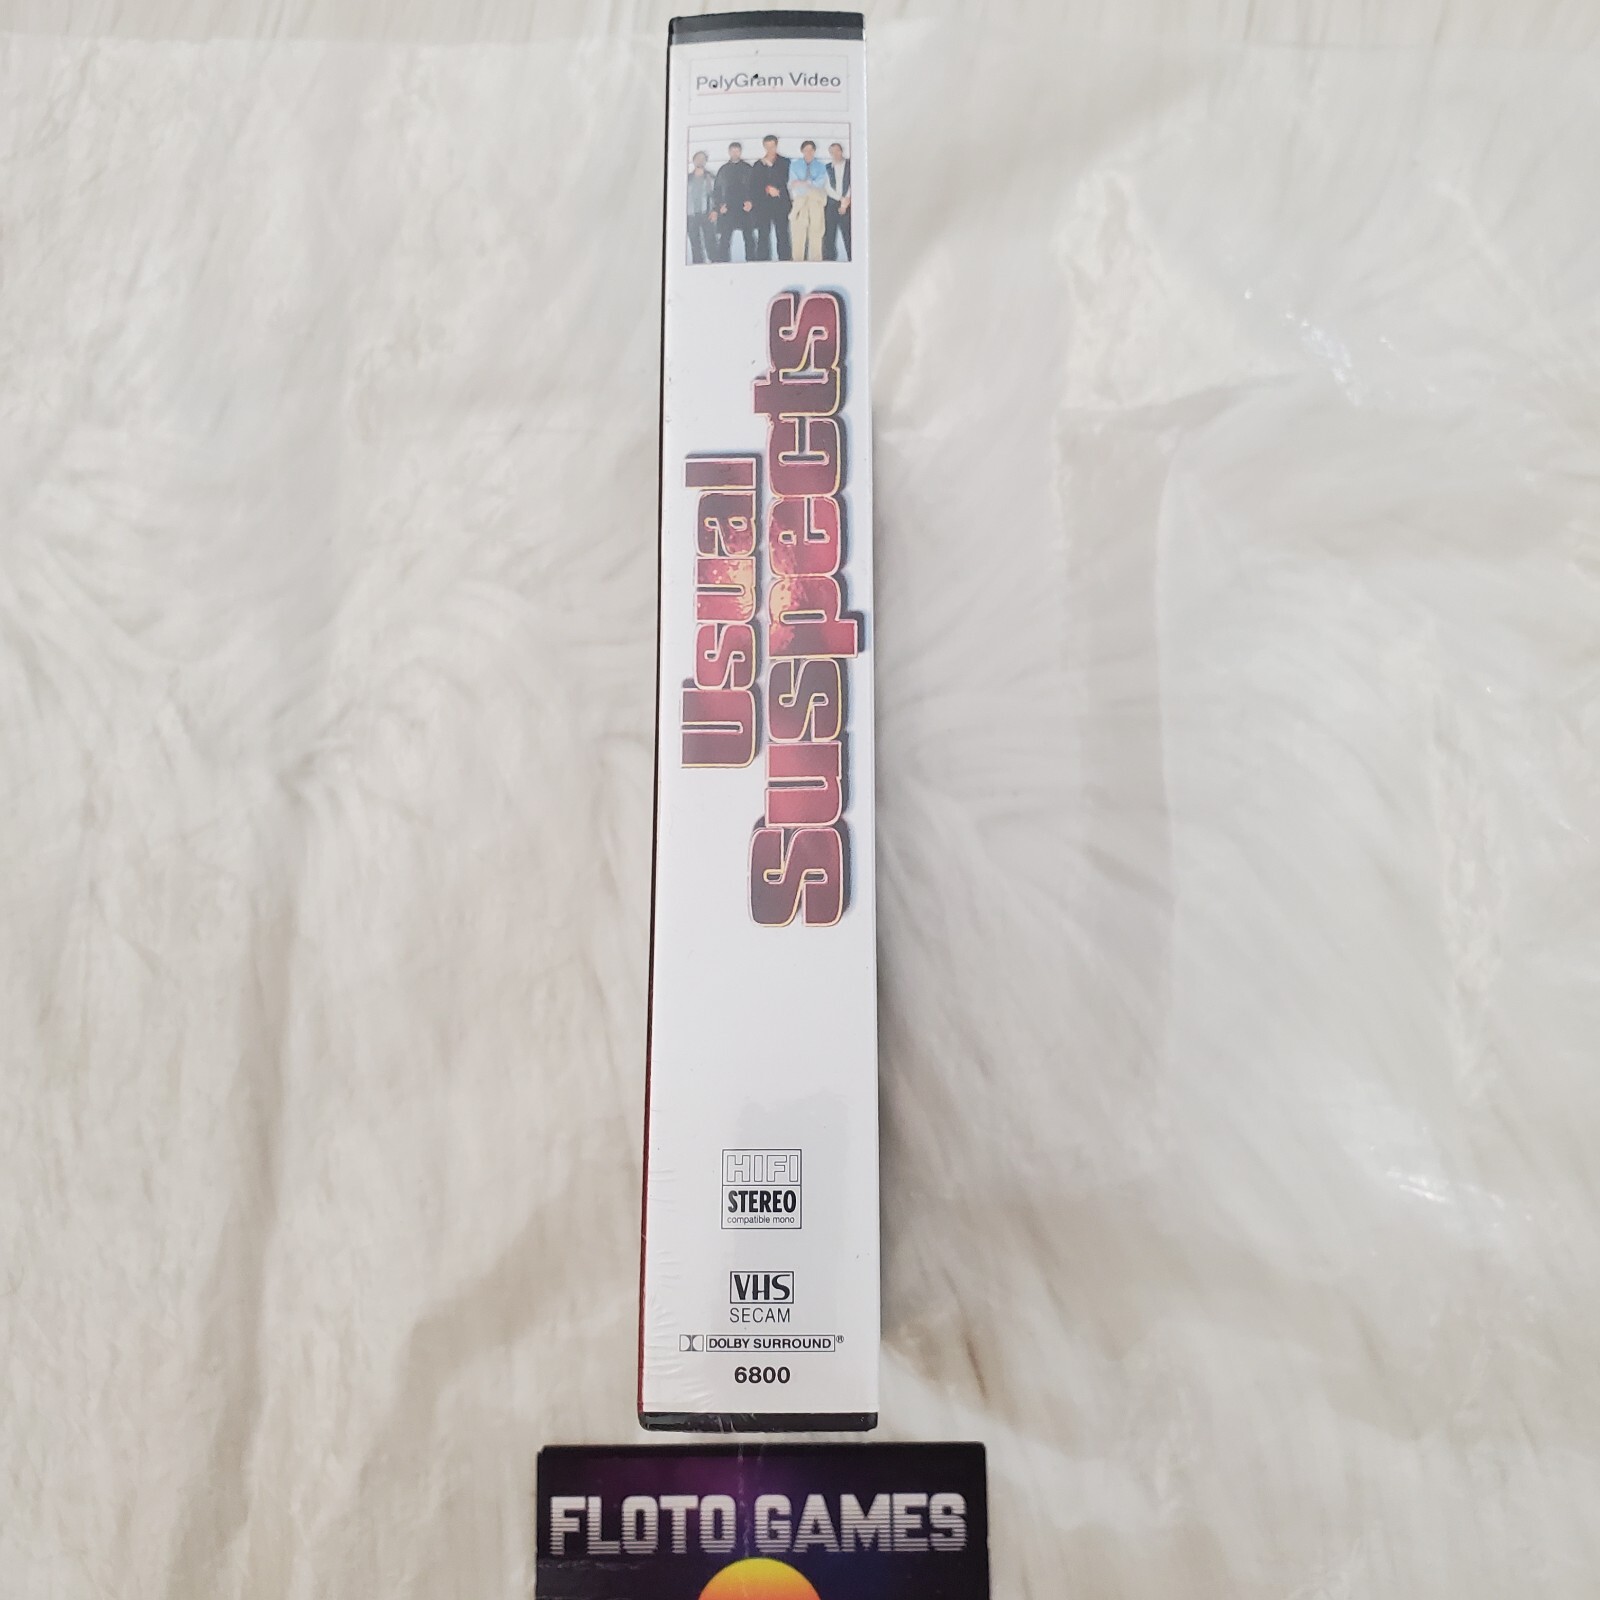 PolyGram Video
Usual
Suspects
HIFI
STEREO
compatible mono
VHS
SECAM
DOLBY SURROUND®
6800
FLOTO GAMES